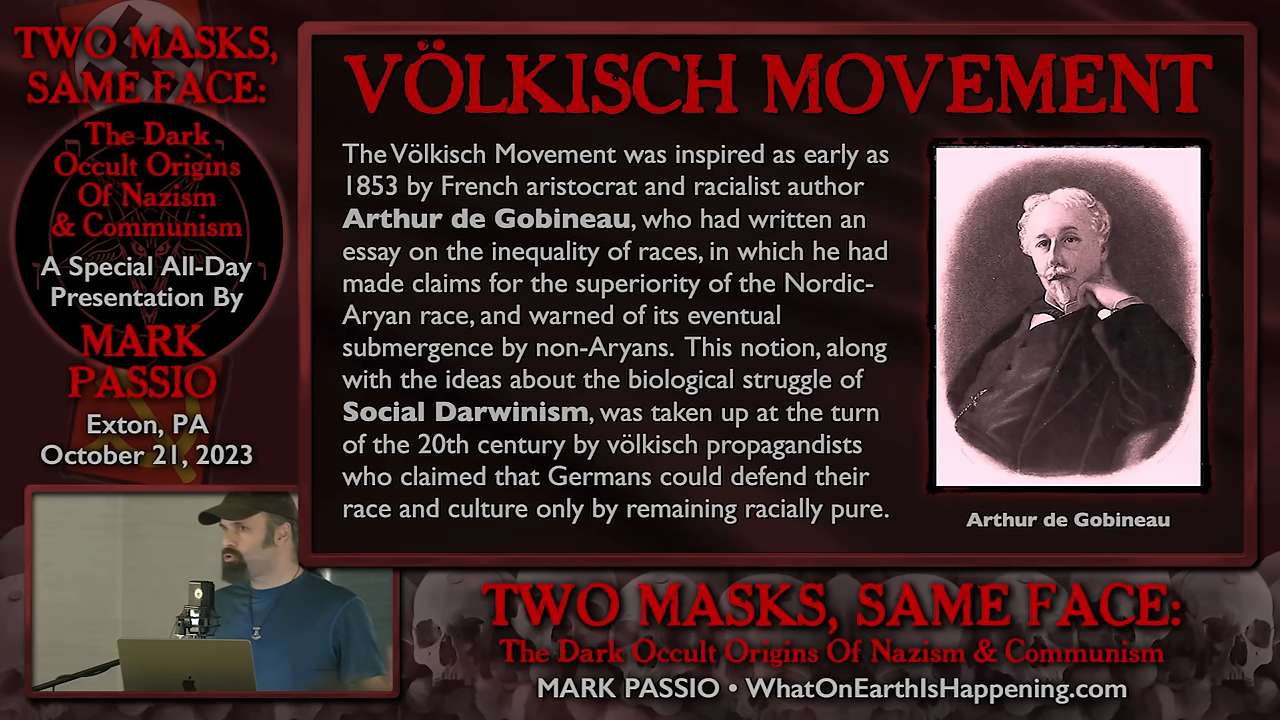 TWO MASKS,
SAME FACE:
The Dark
Occult Origins
Of Nazism
& Communism
A Special All-Day
Presentation By
MARK
PASSIO
Exton, PA
October 21, 2023
VÖLKISCH MOVEMENT
The Völkisch Movement was inspired as early as
1853 by French aristocrat and racialist author
Arthur de Gobineau, who had written an
essay on the inequality of races, in which he had
made claims for the superiority of the Nordic-
Aryan race, and warned of its eventual
submergence by non-Aryans.  This notion, along
with the ideas about the biological struggle of
Social Darwinism, was taken up at the turn
of the 20th century by völkisch propagandists
who claimed that Germans could defend their
race and culture only by remaining racially pure.
Arthur de Gobineau
TWO MASKS, SAME FACE:
The Dark Occult Origins Of Nazism & Communism
MARK PASSIO • WhatOnEarthIsHappening.com